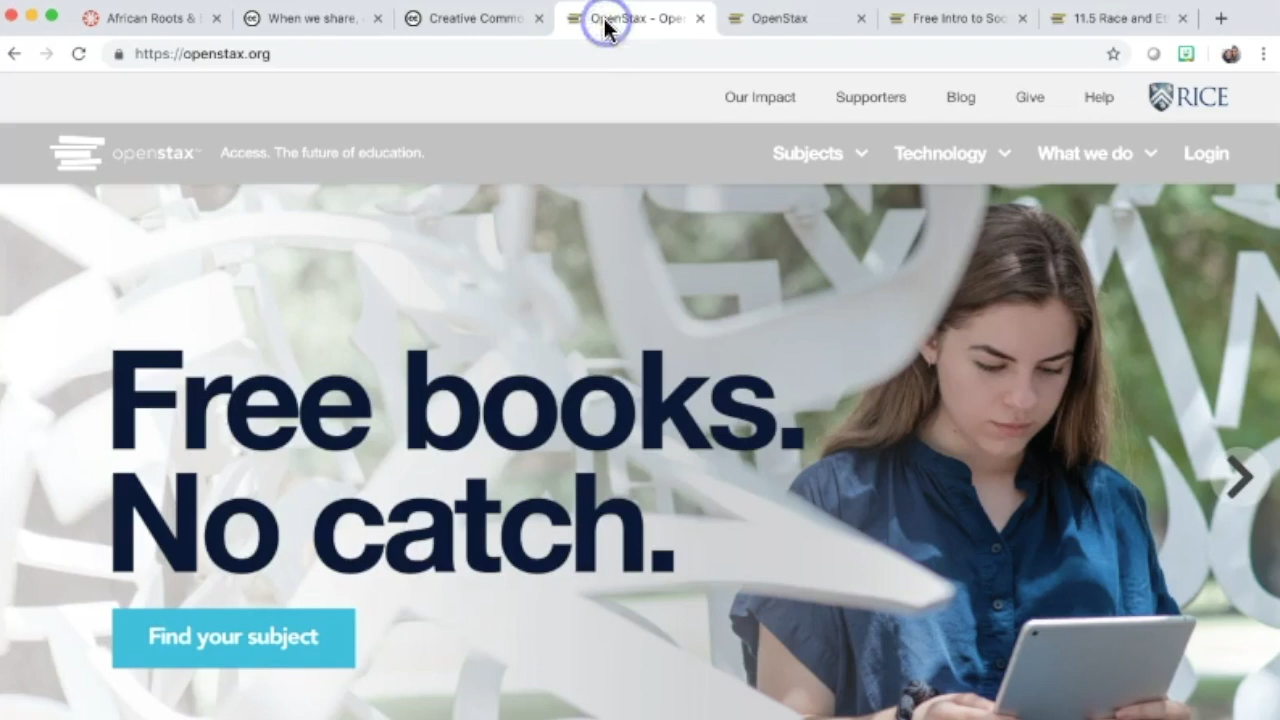 African Roots &
When we share,
Creative Commo
OpenStax - Ope
OpenStax
Free Intro to Soc
11.5 Race and Et
https://openstax.org
Our Impact
Supporters
Blog
Give
Help
RICE
openstax™
Access. The future of education.
Subjects
Technology
What we do
Login
Free books.
No catch.
Find your subject